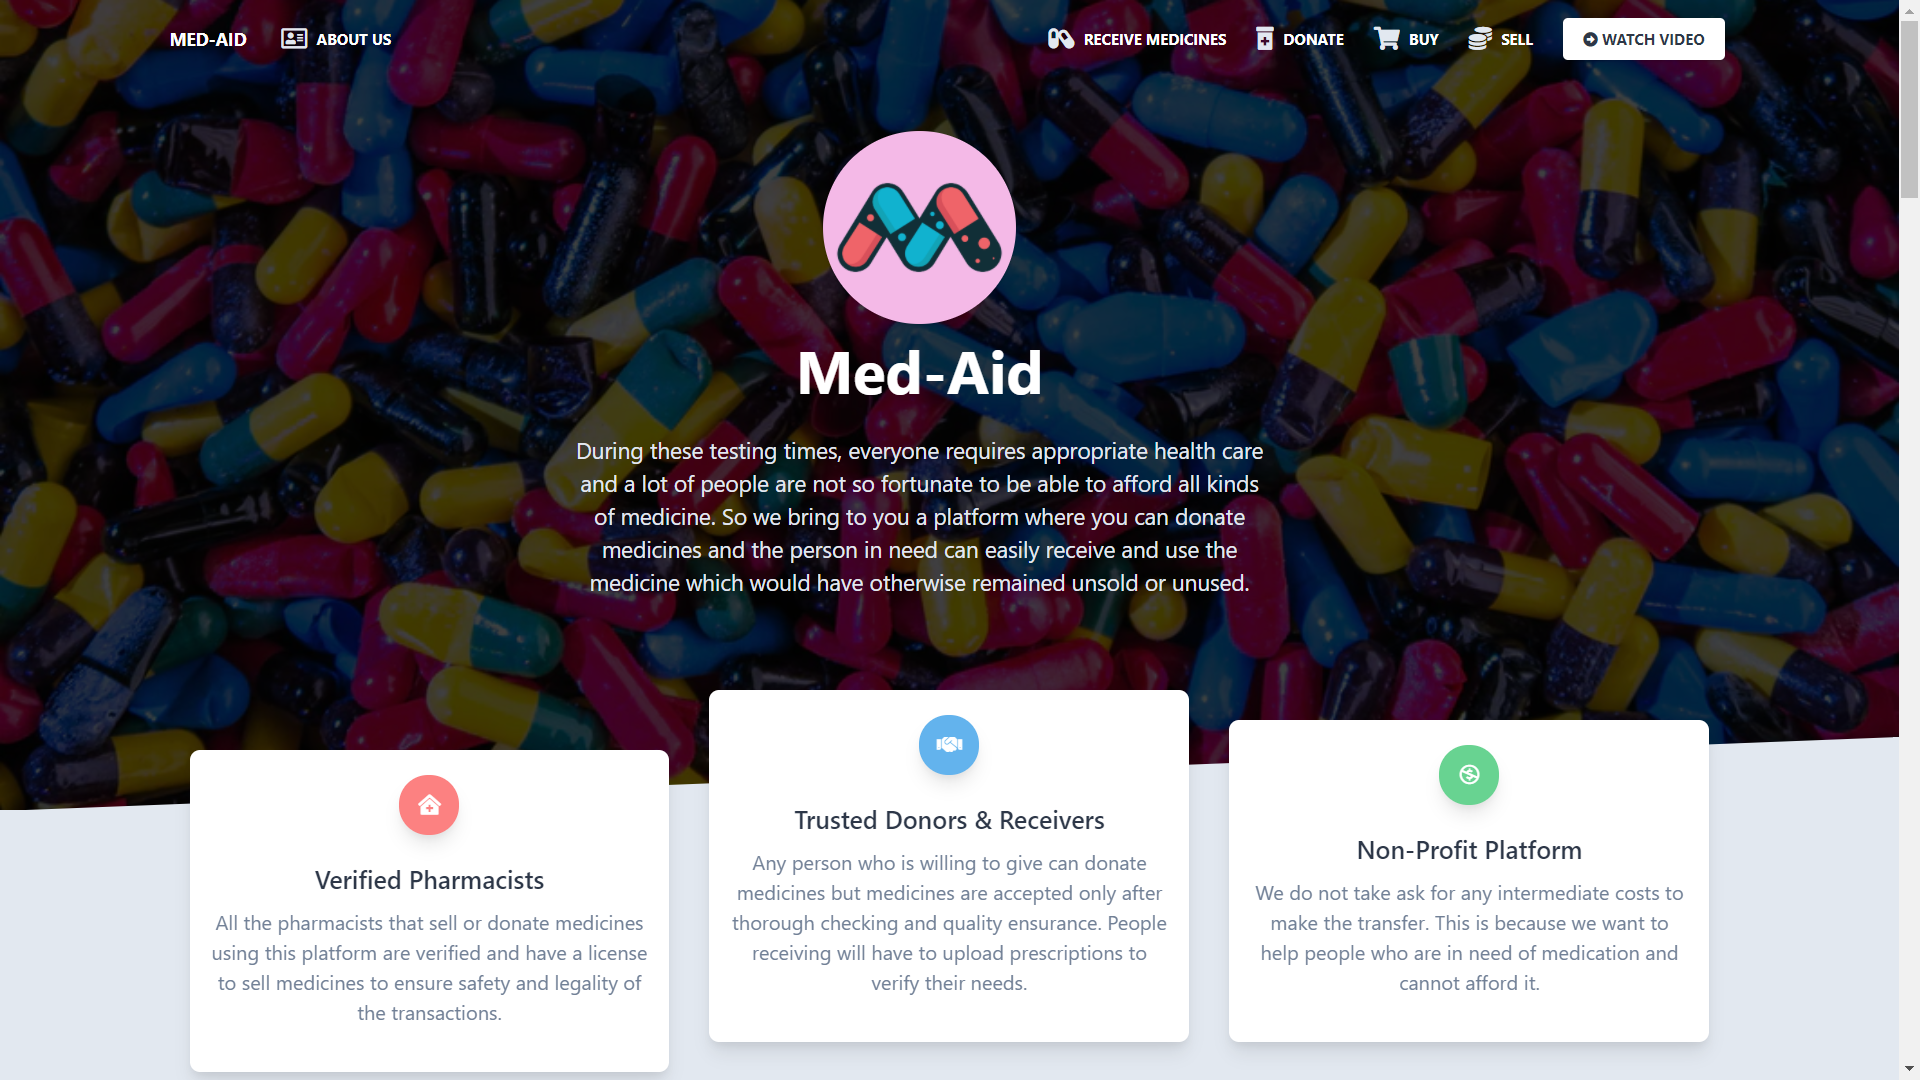 MED-AID ABOUT US RECEIVE MEDICINES DONATE BUY SELL WATCH VIDEO
Med-Aid
During these testing times, everyone requires appropriate health care
and a lot of people are not so fortunate to be able to afford all kinds
of medicine. So we bring to you a platform where you can donate
medicines and the person in need can easily receive and use the
medicine which would have otherwise remained unsold or unused.
Verified Pharmacists
All the pharmacists that sell or donate medicines
using this platform are verified and have a license
to sell medicines to ensure safety and legality of
the transactions.
Trusted Donors & Receivers
Any person who is willing to give can donate
medicines but medicines are accepted only after
thorough checking and quality ensurance. People
receiving will have to upload prescriptions to
verify their needs.
Non-Profit Platform
We do not take ask for any intermediate costs to
make the transfer. This is because we want to
help people who are in need of medication and
cannot afford it.